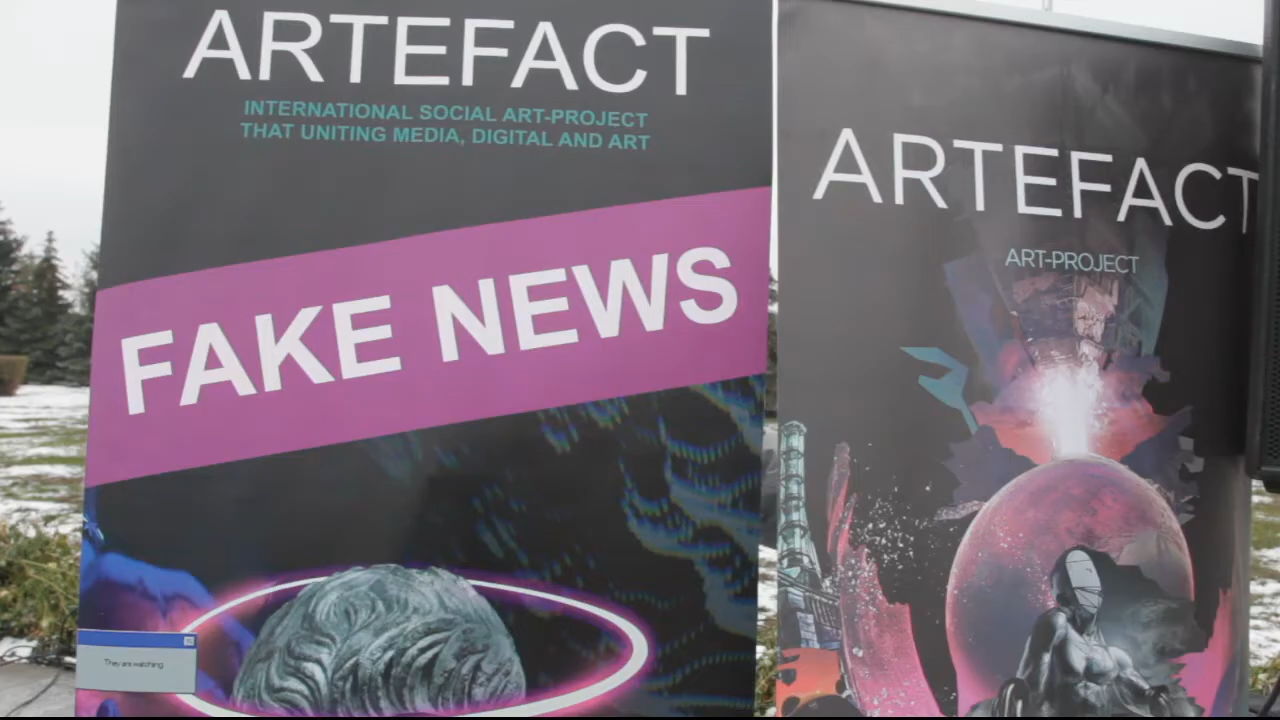 ARTEFACT
INTERNATIONAL SOCIAL ART-PROJECT
THAT UNITING MEDIA, DIGITAL AND ART
FAKE NEWS
They are watching.
ARTEFACT
ART-PROJECT